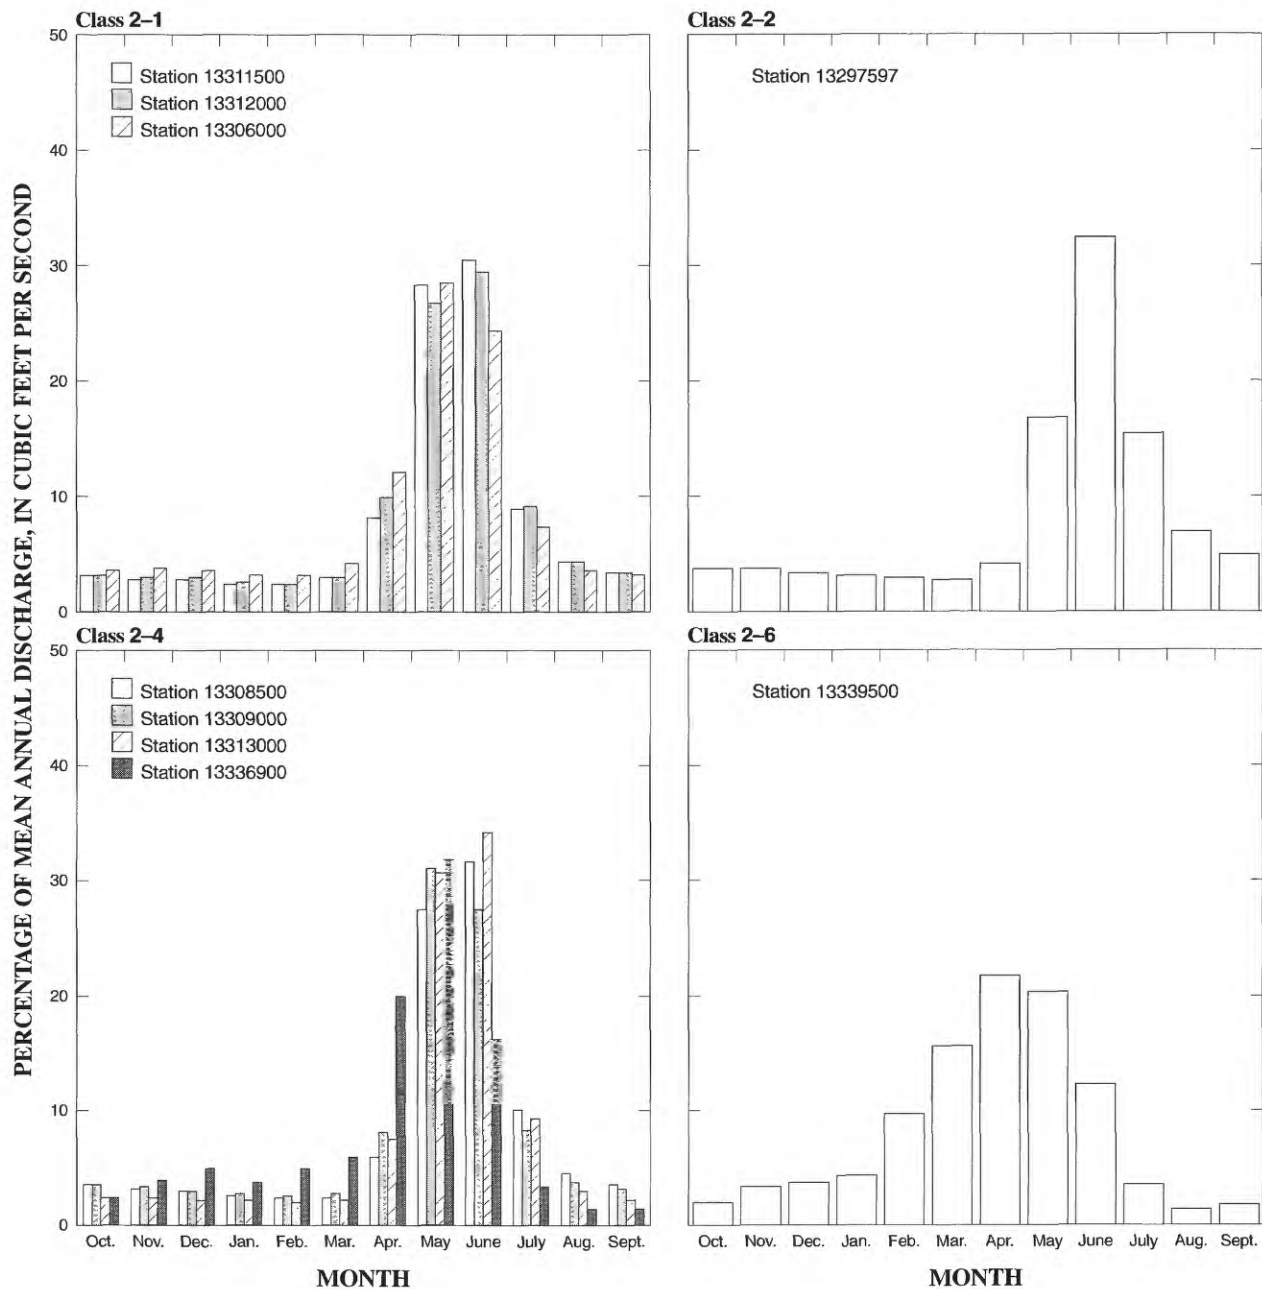 Class 2–1
50
40
30
20
10
0
Station 13311500
Station 13312000
Station 13306000
Class 2–2
Station 13297597
PERCENTAGE OF MEAN ANNUAL DISCHARGE, IN CUBIC FEET PER SECOND
Class 2–4
50
40
30
20
10
0
Station 13308500
Station 13309000
Station 13313000
Station 13336900
Oct. Nov. Dec. Jan. Feb. Mar. Apr. May June July Aug. Sept.
MONTH
Class 2–6
Station 13339500
Oct. Nov. Dec. Jan. Feb. Mar. Apr. May June July Aug. Sept.
MONTH